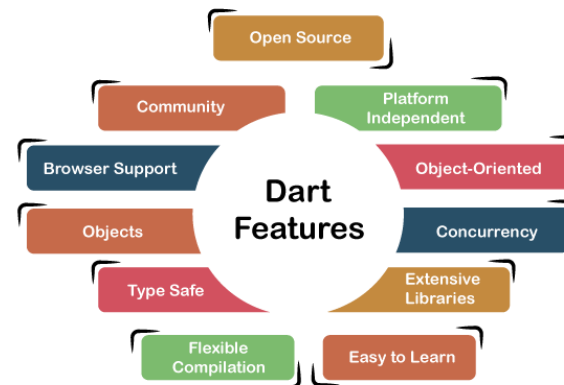 Open Source
Community
Platform
Independent
Browser Support
Object-Oriented
Dart
Features
Objects
Concurrency
Type Safe
Extensive
Libraries
Flexible
Compilation
Easy to Learn